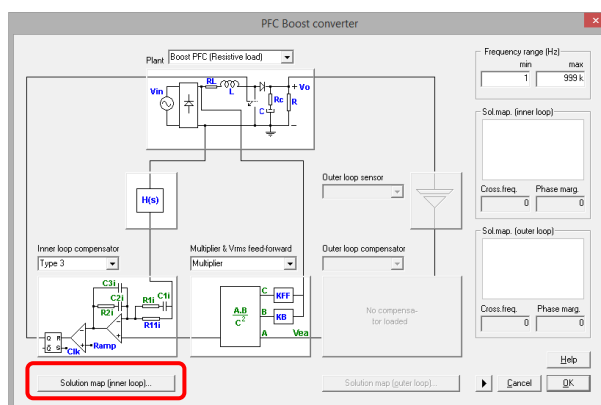 PFC Boost converter
x
Plant
Boost PFC (Resistive load)
Frequency range (Hz)
min
max
1
999 k
Vin
RL
L
C
Rc
R
+ Vo
-
Sol.map. (inner loop)
Cross.freq.
Phase marg.
0
0
H(s)
Outer loop sensor
Sol.map. (outer loop)
Cross.freq.
Phase marg.
0
0
Inner loop compensator
Type 3
Multiplier & Vrms feed-forward
Multiplier
Outer loop compensator
C3i
C2i
R2i
R1i
C1i
R11i
Q R
Q S
Clk
Ramp
-
+
-
+
A.B
C²
C
B
A
KFF
KB
Vea
No compensa-
tor loaded
Solution map (inner loop)...
Solution map (outer loop)...
Help
Cancel
OK